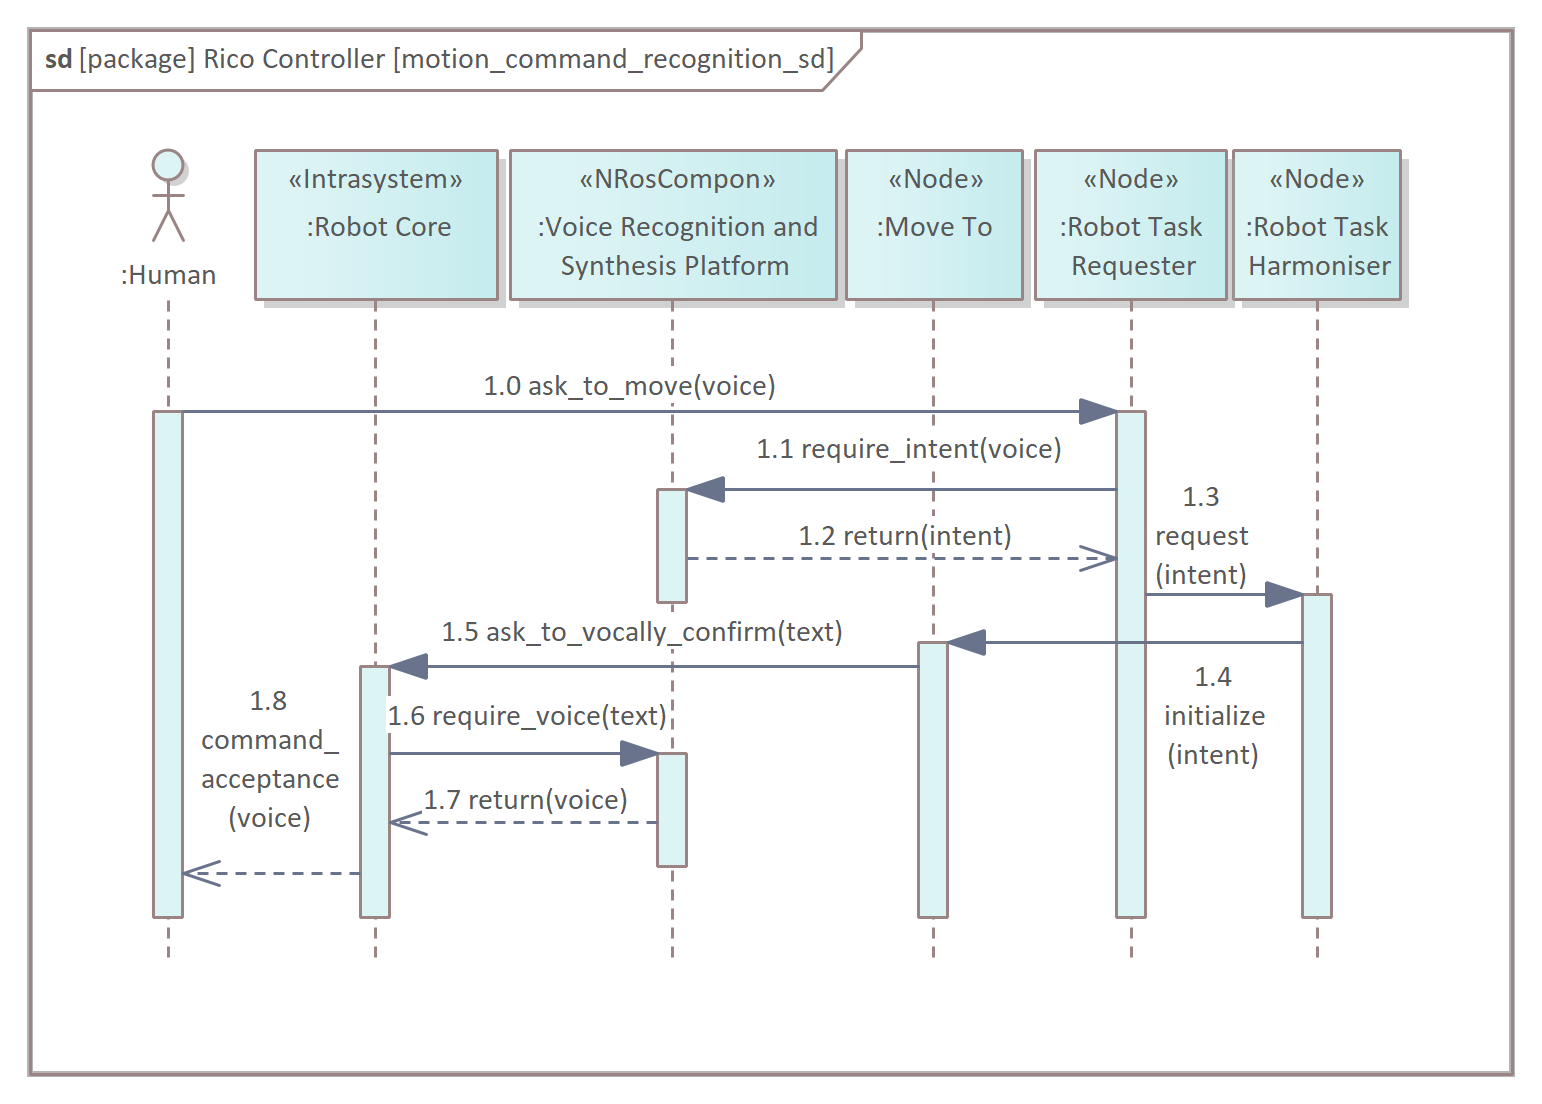 sd [package] Rico Controller [motion_command_recognition_sd]
:Human
«Intrasystem»
:Robot Core
«NRosCompon»
:Voice Recognition and
Synthesis Platform
«Node»
:Move To
«Node»
:Robot Task
Requester
«Node»
:Robot Task
Harmoniser
1.0 ask_to_move(voice)
1.1 require_intent(voice)
1.2 return(intent)
1.3
request
(intent)
1.4
initialize
(intent)
1.5 ask_to_vocally_confirm(text)
1.6 require_voice(text)
1.7 return(voice)
1.8
command_
acceptance
(voice)